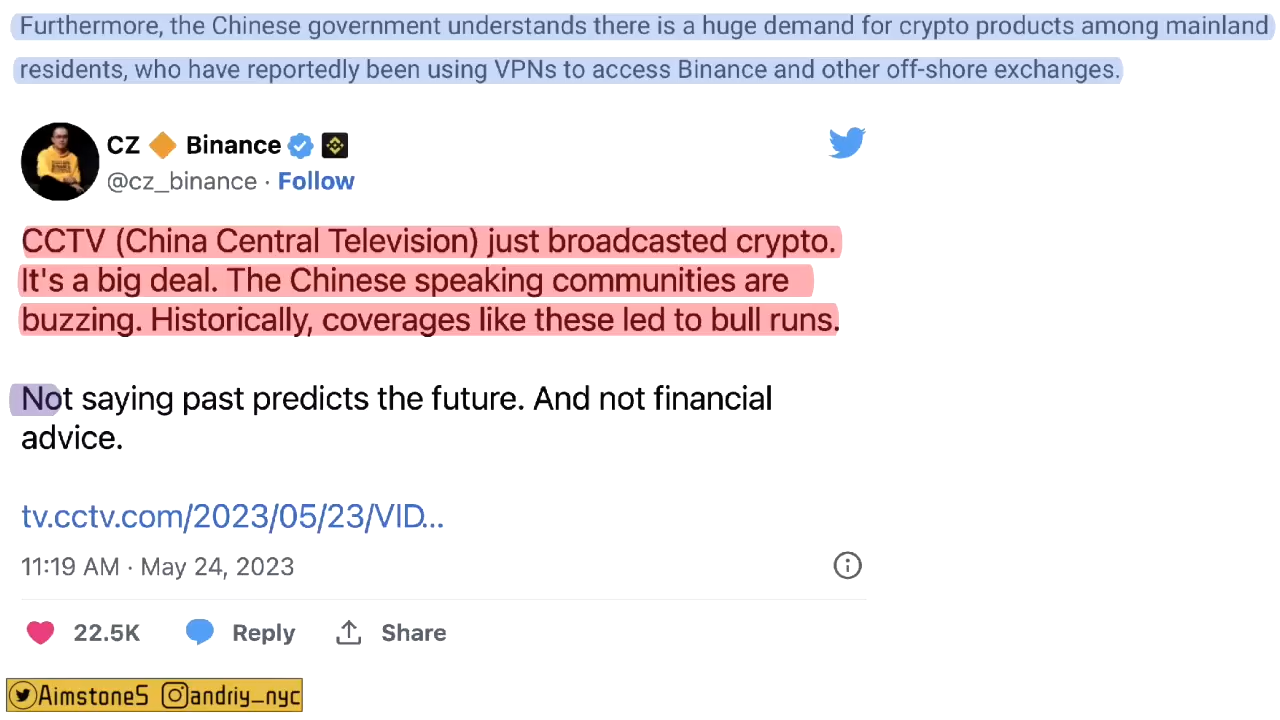 Furthermore, the Chinese government understands there is a huge demand for crypto products among mainland
residents, who have reportedly been using VPNs to access Binance and other off-shore exchanges.
CZ 🔶 Binance
@cz_binance · Follow
CCTV (China Central Television) just broadcasted crypto.
It's a big deal. The Chinese speaking communities are
buzzing. Historically, coverages like these led to bull runs.
Not saying past predicts the future. And not financial
advice.
tv.cctv.com/2023/05/23/VID…
11:19 AM · May 24, 2023
22.5K Reply Share
AimstoneS andriy_nyc